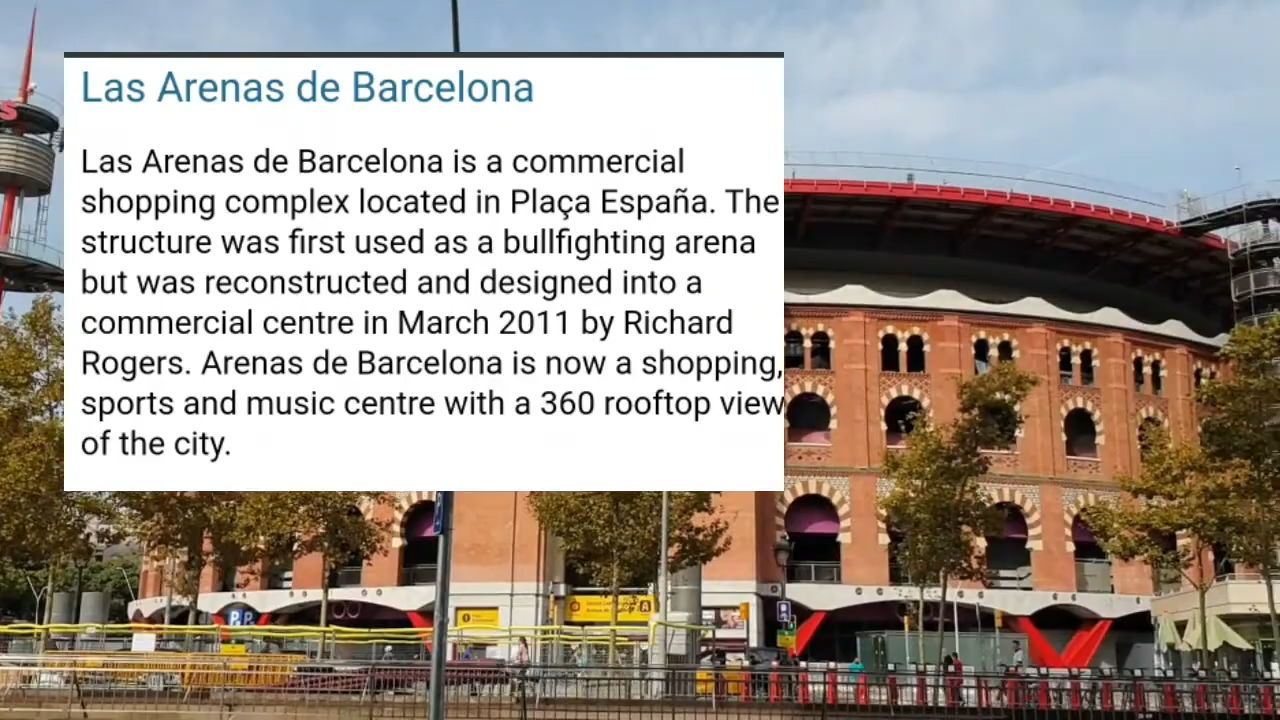 Las Arenas de Barcelona
Las Arenas de Barcelona is a commercial
shopping complex located in Plaça España. The
structure was first used as a bullfighting arena
but was reconstructed and designed into a
commercial centre in March 2011 by Richard
Rogers. Arenas de Barcelona is now a shopping,
sports and music centre with a 360 rooftop view
of the city.
S
P P
A